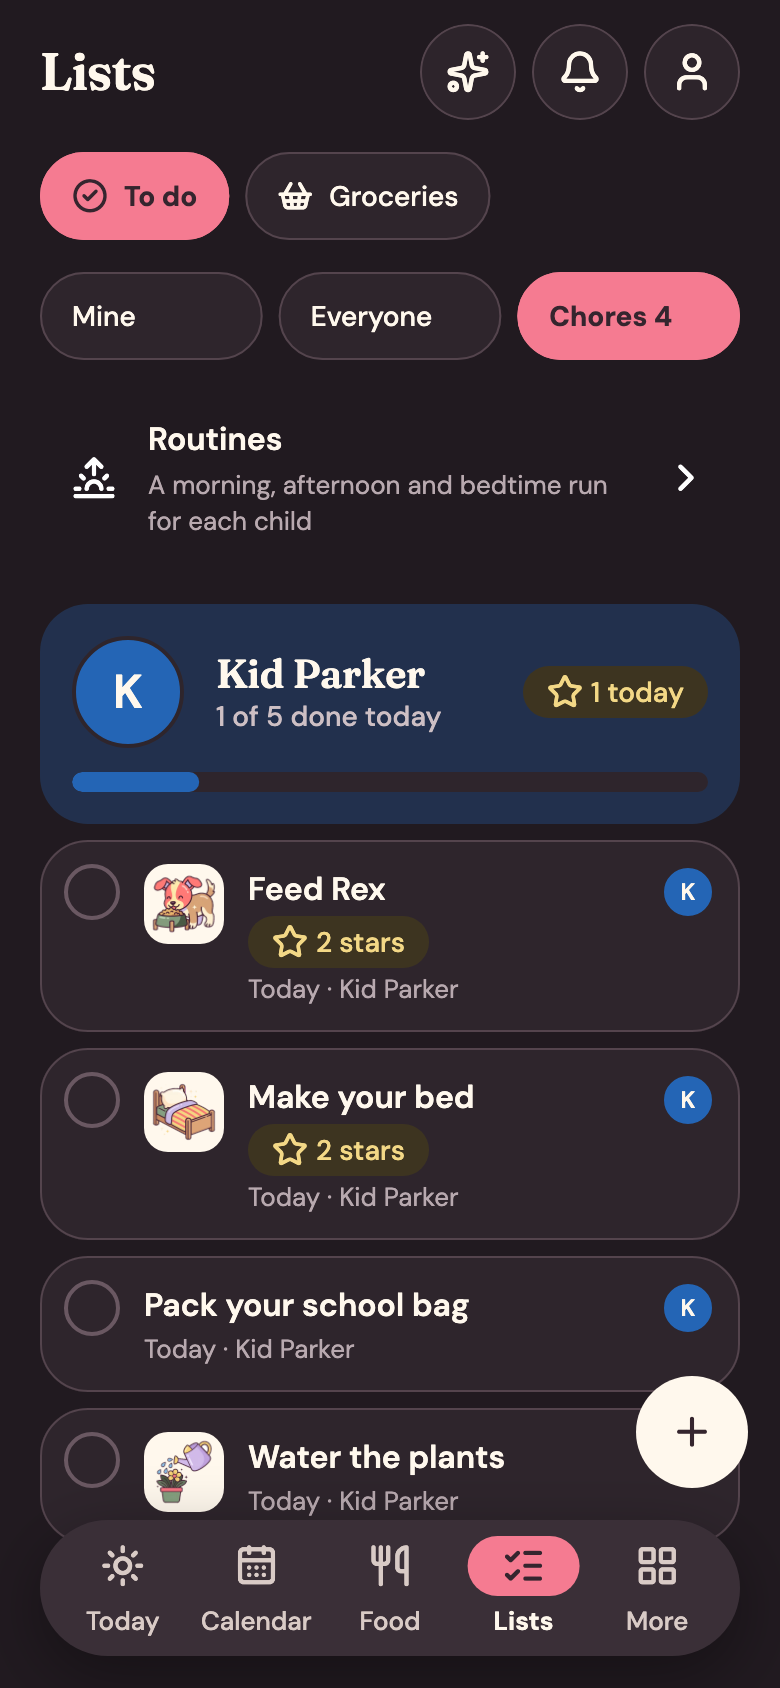 Lists
To do
Groceries
Mine
Everyone
Chores 4
Routines
A morning, afternoon and bedtime run
for each child
K
Kid Parker
1 of 5 done today
1 today
Feed Rex
K
2 stars
Today · Kid Parker
Make your bed
K
2 stars
Today · Kid Parker
Pack your school bag
K
Today · Kid Parker
Water the plants
Today · Kid Parker
Today
Calendar
Food
Lists
More